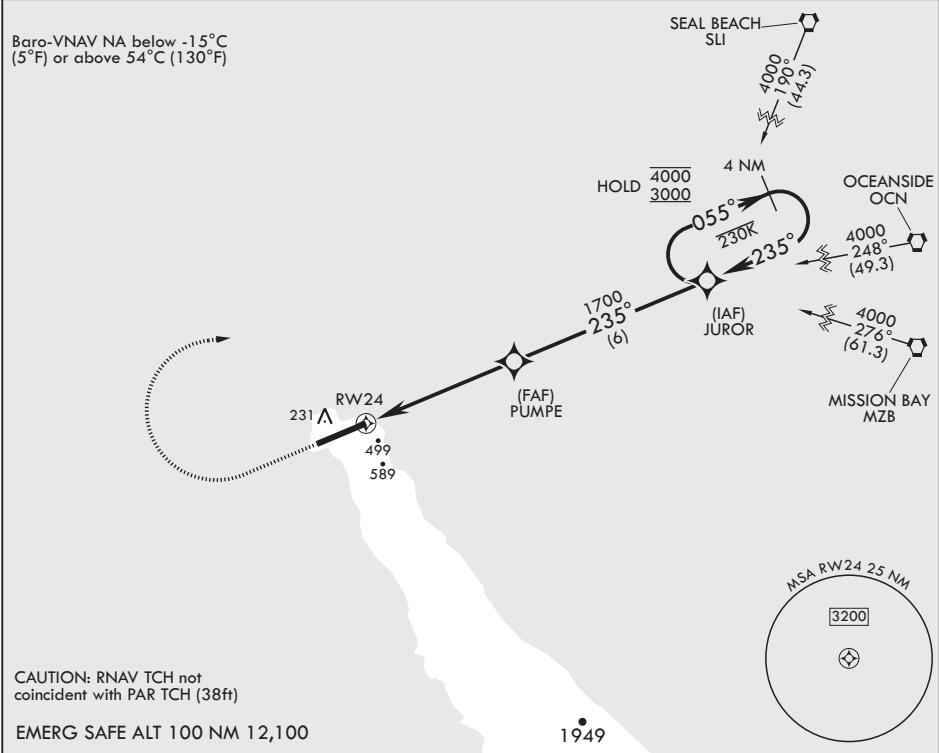 Baro-VNAV NA below -15°C
(5°F) or above 54°C (130°F)
SEAL BEACH
SLI
4000
190°
(44.3)
4 NM
HOLD
4000
3000
055°
230K
235°
OCEANSIDE
OCN
4000
248°
(49.3)
(IAF)
JUROR
4000
276°
(61.3)
MISSION BAY
MZB
1700
235°
(6)
(FAF)
PUMPE
RW24
231
499
589
MSA RW24 25 NM
3200
CAUTION: RNAV TCH not
coincident with PAR TCH (38ft)
EMERG SAFE ALT 100 NM 12,100
1949